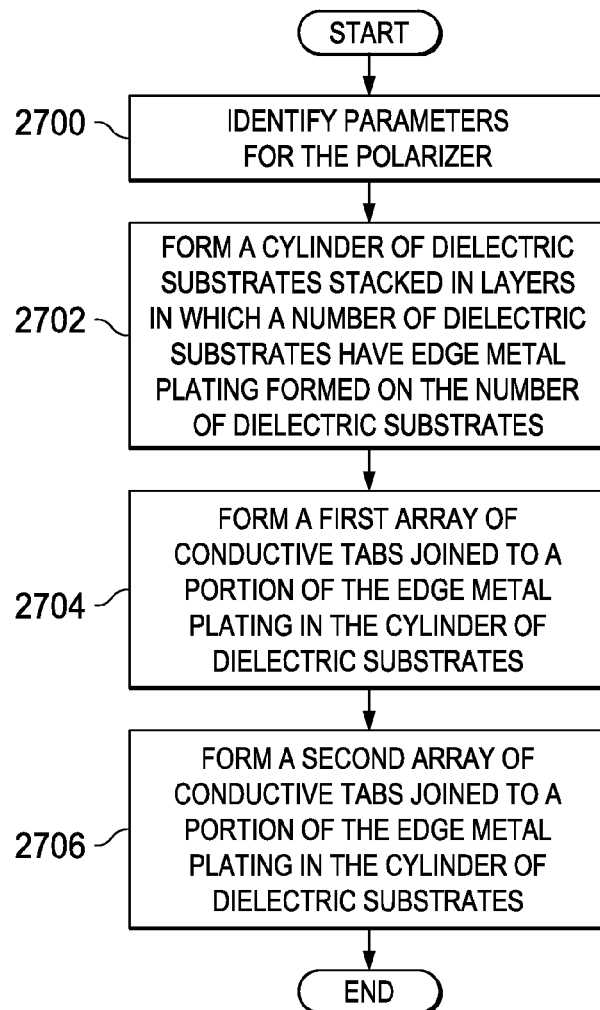 START
2700
IDENTIFY PARAMETERS
FOR THE POLARIZER
2702
FORM A CYLINDER OF DIELECTRIC
SUBSTRATES STACKED IN LAYERS
IN WHICH A NUMBER OF DIELECTRIC
SUBSTRATES HAVE EDGE METAL
PLATING FORMED ON THE NUMBER
OF DIELECTRIC SUBSTRATES
2704
FORM A FIRST ARRAY OF
CONDUCTIVE TABS JOINED TO A
PORTION OF THE EDGE METAL
PLATING IN THE CYLINDER OF
DIELECTRIC SUBSTRATES
2706
FORM A SECOND ARRAY OF
CONDUCTIVE TABS JOINED TO A
PORTION OF THE EDGE METAL
PLATING IN THE CYLINDER OF
DIELECTRIC SUBSTRATES
END